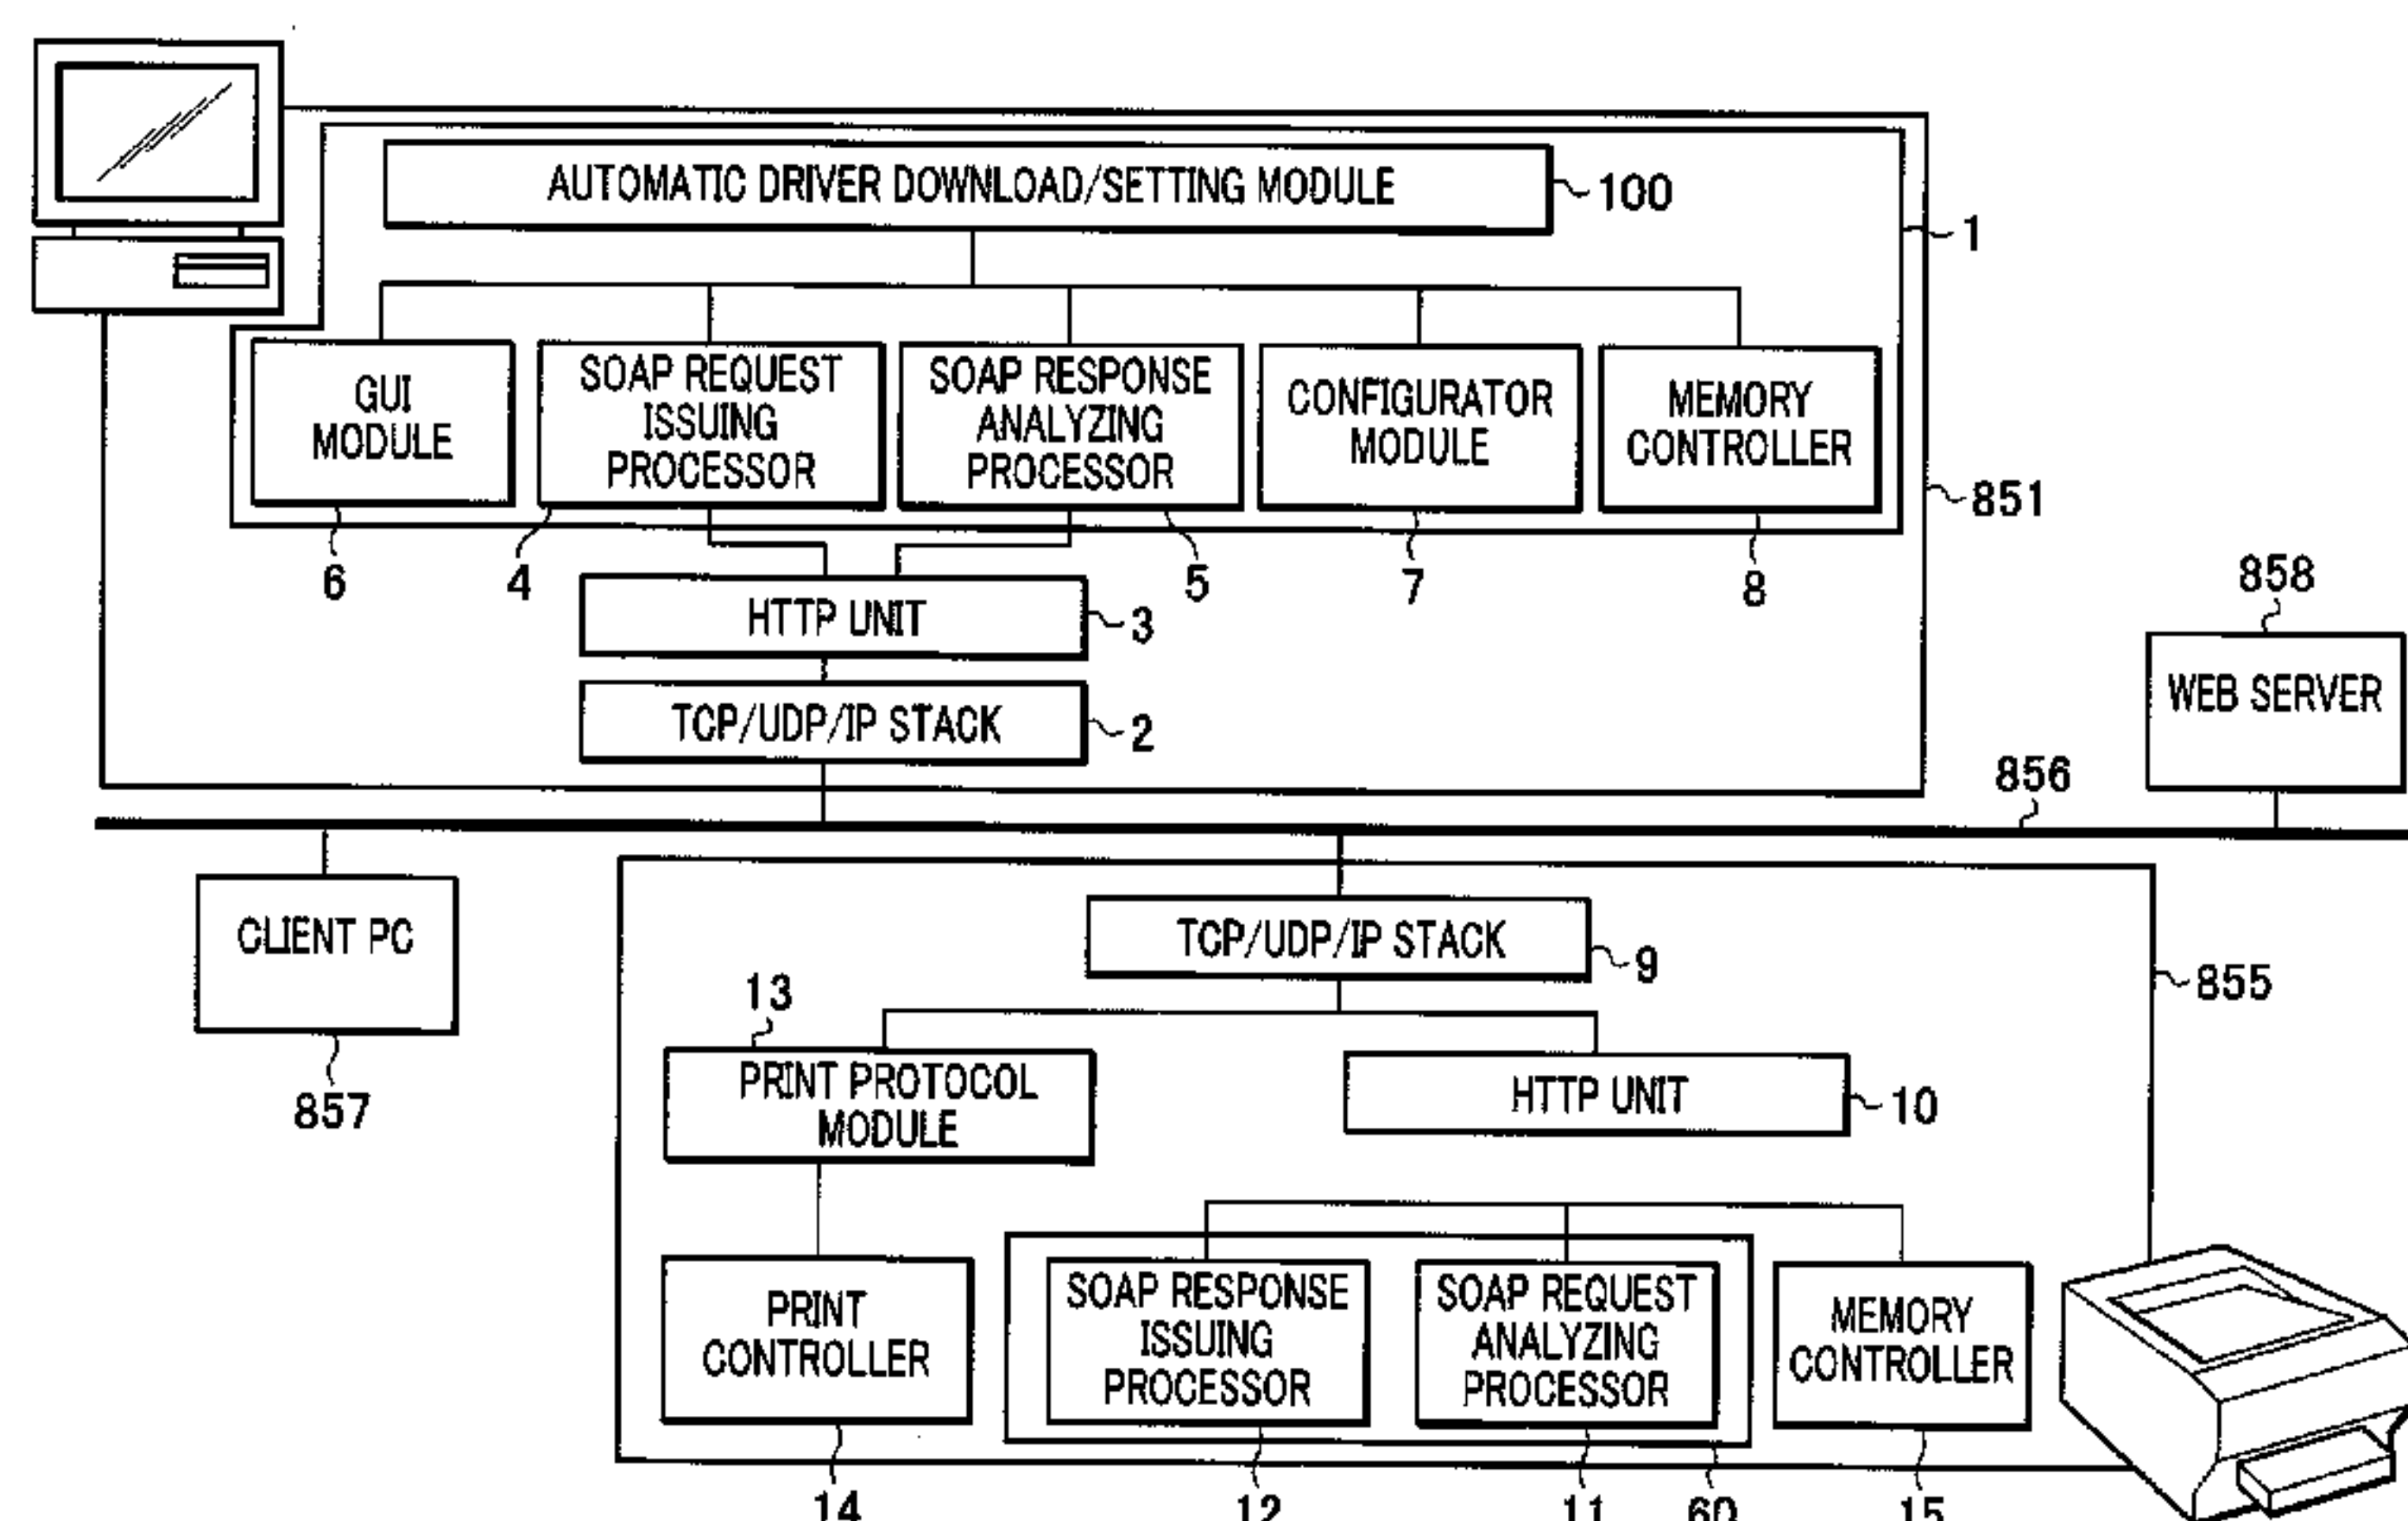 AUTOMATIC DRIVER DOWNLOAD/SETTING MODULE
100
1
GUI
MODULE
SOAP REQUEST
ISSUING
PROCESSOR
SOAP RESPONSE
ANALYZING
PROCESSOR
CONFIGURATOR
MODULE
MEMORY
CONTROLLER
851
6
4
5
7
8
HTTP UNIT
3
858
WEB SERVER
TCP/UDP/IP STACK
2
856
CLIENT PC
857
TCP/UDP/IP STACK
9
855
13
PRINT PROTOCOL
MODULE
HTTP UNIT
10
PRINT
CONTROLLER
SOAP RESPONSE
ISSUING
PROCESSOR
SOAP REQUEST
ANALYZING
PROCESSOR
MEMORY
CONTROLLER
14
12
11
60
15